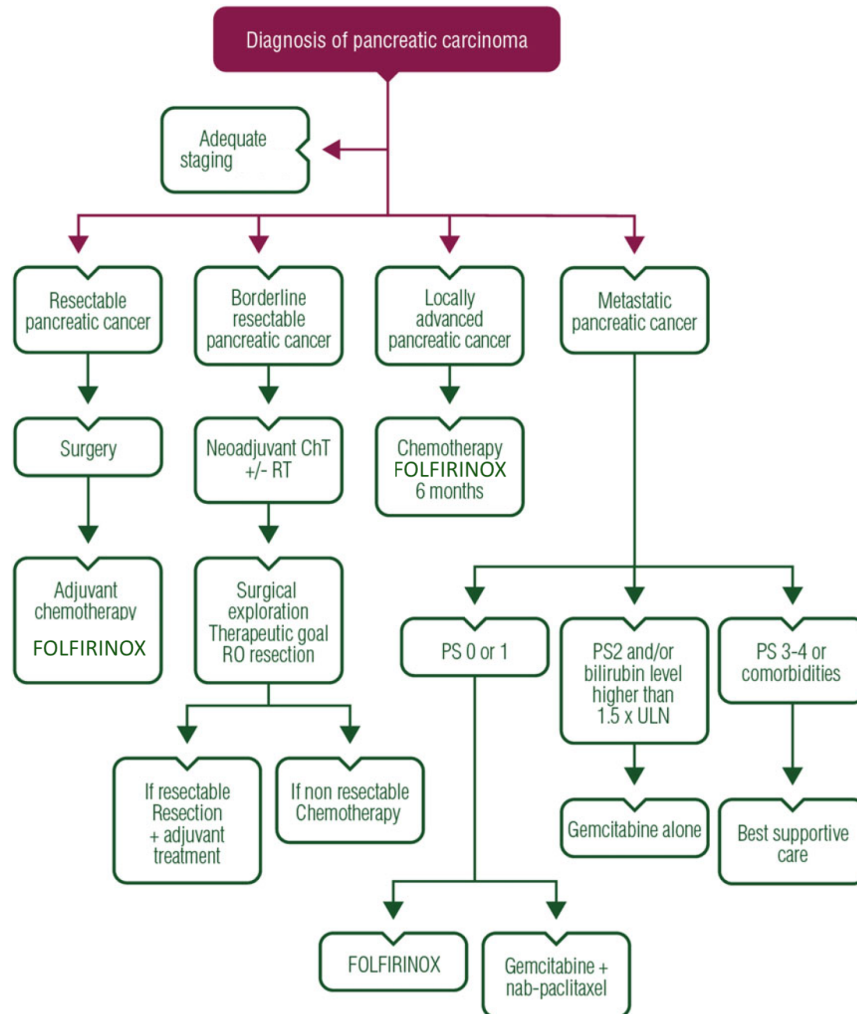 Diagnosis of pancreatic carcinoma
Adequate
staging
Resectable
pancreatic cancer
Borderline
resectable
pancreatic cancer
Locally
advanced
pancreatic cancer
Metastatic
pancreatic cancer
Surgery
Neoadjuvant ChT
+/- RT
Chemotherapy
FOLFIRINOX
6 months
Adjuvant
chemotherapy
FOLFIRINOX
Surgical
exploration
Therapeutic goal
RO resection
PS 0 or 1
PS2 and/or
bilirubin level
higher than
1.5 x ULN
PS 3-4 or
comorbidities
If resectable
Resection
+ adjuvant
treatment
If non resectable
Chemotherapy
Gemcitabine alone
Best supportive
care
FOLFIRINOX
Gemcitabine +
nab-paclitaxel